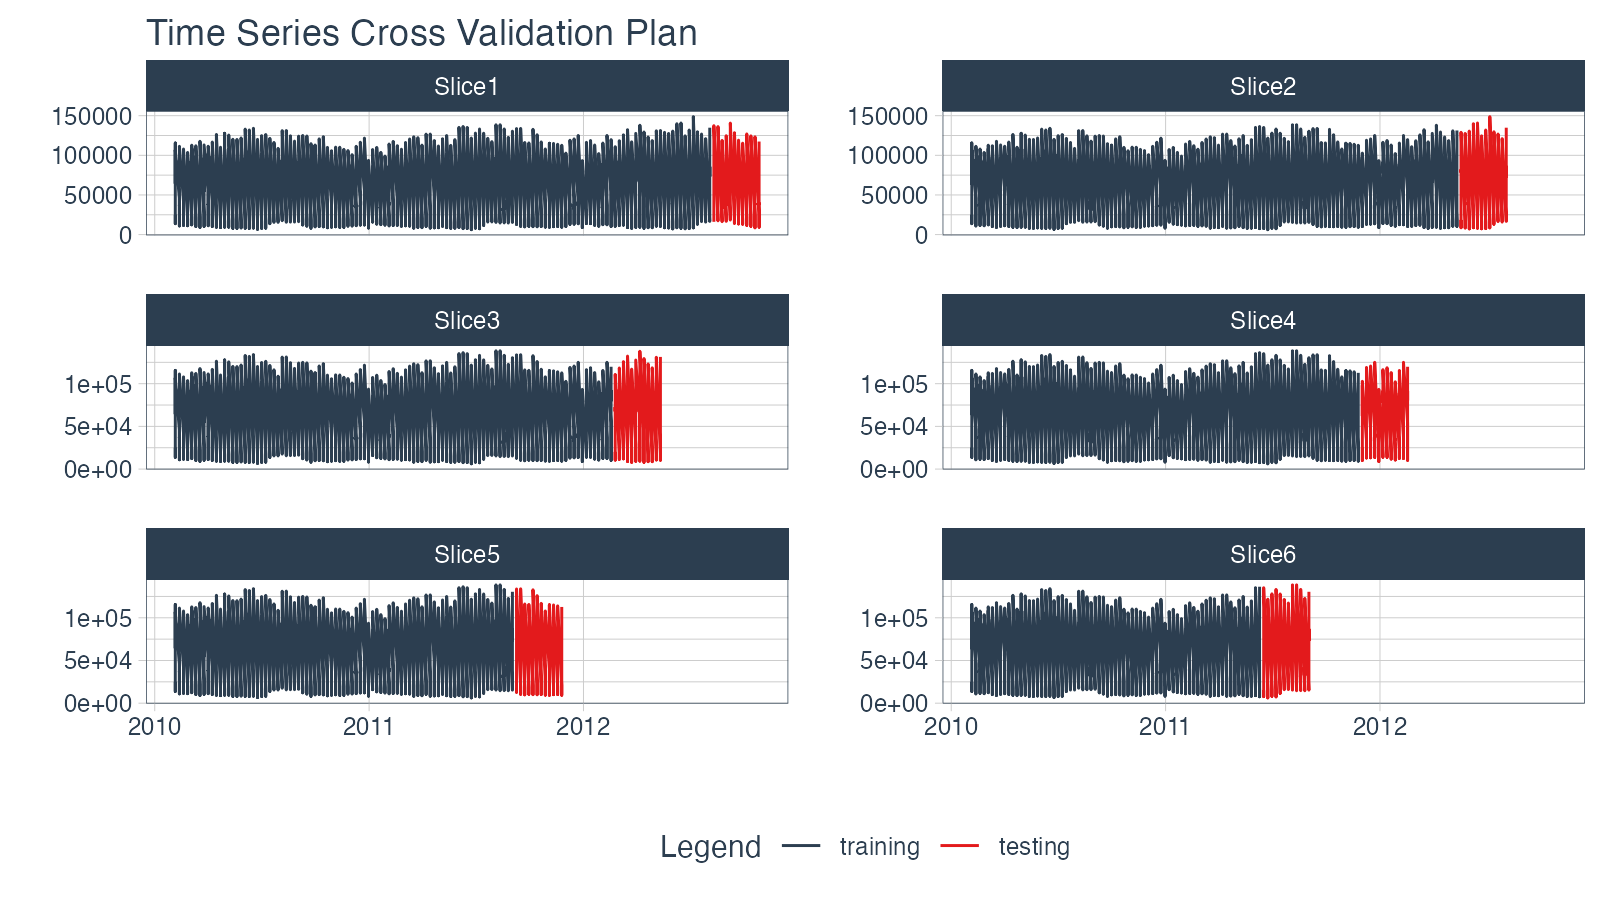 Time Series Cross Validation Plan
Slice1
150000
100000
50000
0
Slice2
150000
100000
50000
0
Slice3
1e+05
5e+04
0e+00
Slice4
1e+05
5e+04
0e+00
Slice5
1e+05
5e+04
0e+00
2010 2011 2012
Slice6
1e+05
5e+04
0e+00
2010 2011 2012
Legend training testing